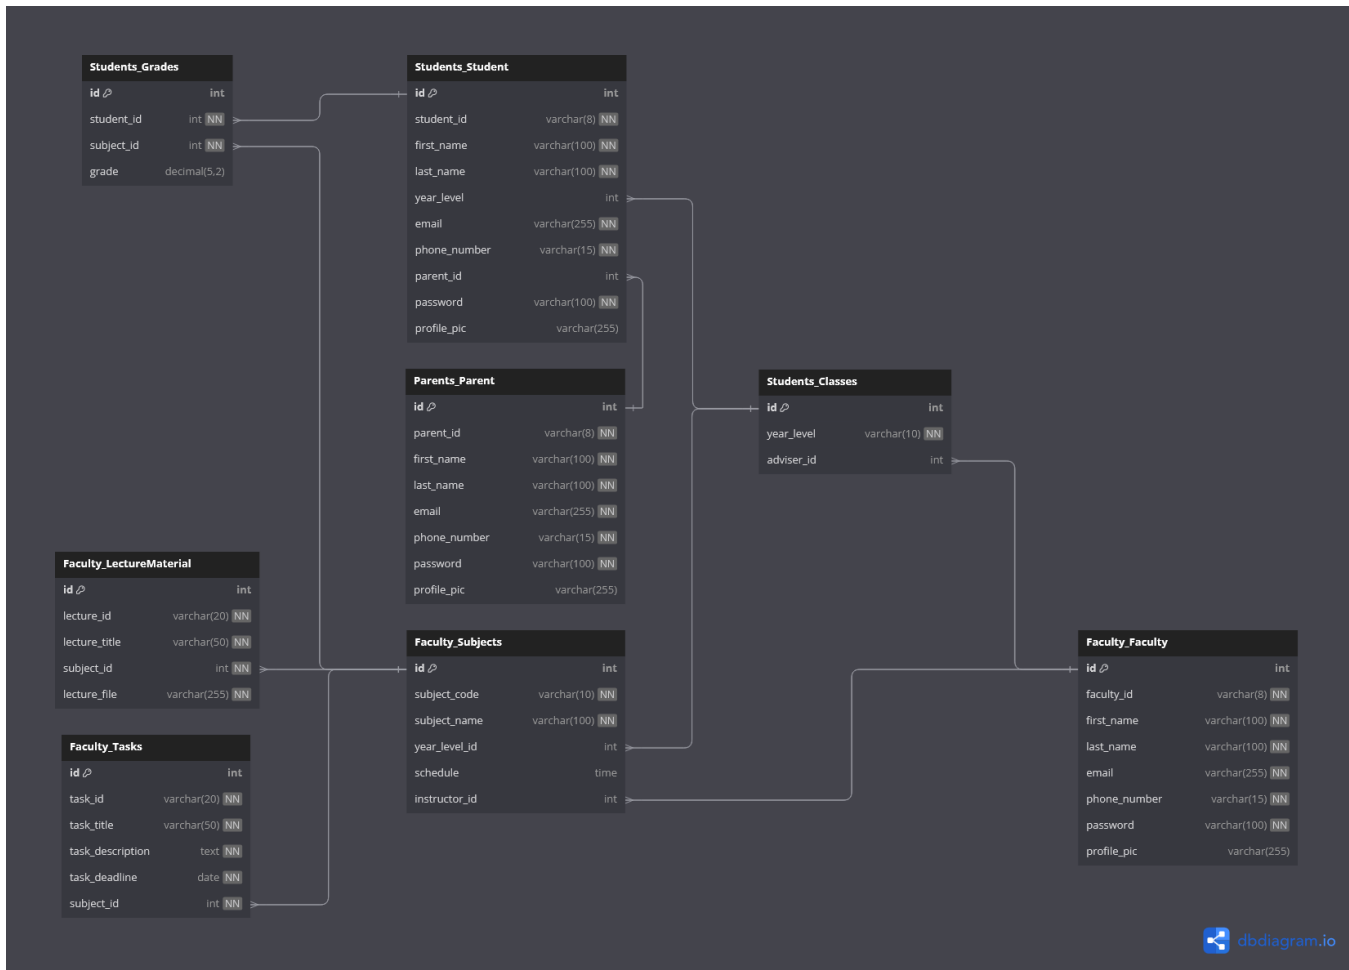 Students_Grades
id int
student_id int NN
subject_id int NN
grade decimal(5,2)
Students_Student
id int
student_id varchar(8) NN
first_name varchar(100) NN
last_name varchar(100) NN
year_level int
email varchar(255) NN
phone_number varchar(15) NN
parent_id int
password varchar(100) NN
profile_pic varchar(255)
Parents_Parent
id int
parent_id varchar(8) NN
first_name varchar(100) NN
last_name varchar(100) NN
email varchar(255) NN
phone_number varchar(15) NN
password varchar(100) NN
profile_pic varchar(255)
Students_Classes
id int
year_level varchar(10) NN
adviser_id int
Faculty_LectureMaterial
id int
lecture_id varchar(20) NN
lecture_title varchar(50) NN
subject_id int NN
lecture_file varchar(255) NN
Faculty_Subjects
id int
subject_code varchar(10) NN
subject_name varchar(100) NN
year_level_id int
schedule time
instructor_id int
Faculty_Faculty
id int
faculty_id varchar(8) NN
first_name varchar(100) NN
last_name varchar(100) NN
email varchar(255) NN
phone_number varchar(15) NN
password varchar(100) NN
profile_pic varchar(255)
Faculty_Tasks
id int
task_id varchar(20) NN
task_title varchar(50) NN
task_description text NN
task_deadline date NN
subject_id int NN
dbdiagram.io